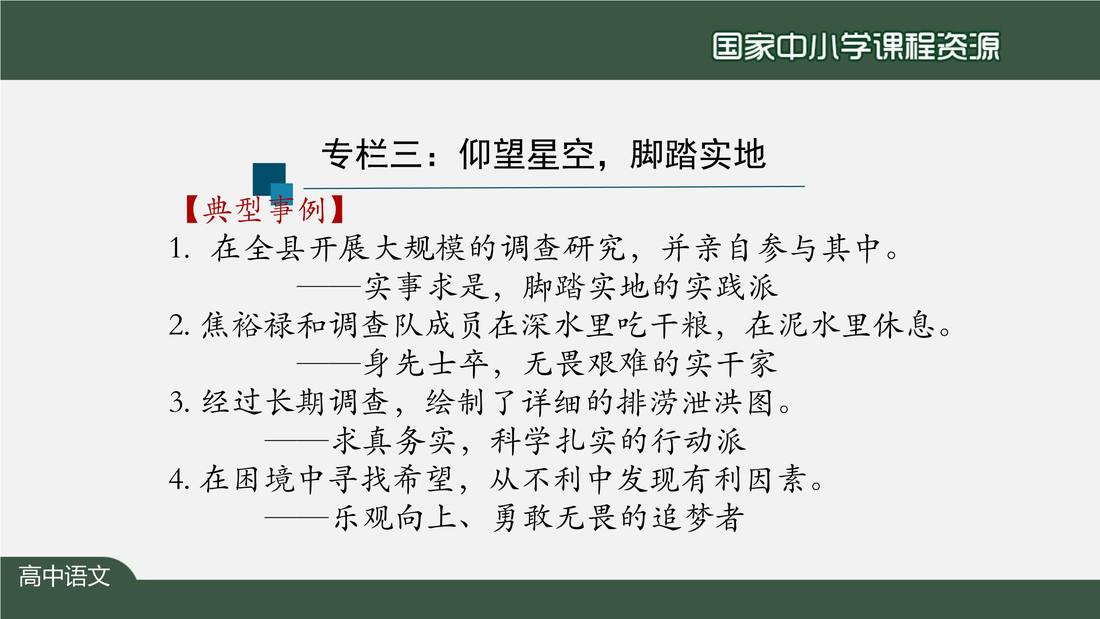 国家中小学课程资源
专栏三：仰望星空，脚踏实地
【典型事例】
1. 在全县开展大规模的调查研究，并亲自参与其中。
——实事求是，脚踏实地的实践派
2. 焦裕禄和调查队成员在深水里吃干粮，在泥水里休息。
——身先士卒，无畏艰难的实干家
3. 经过长期调查，绘制了详细的排涝泄洪图。
——求真务实，科学扎实的行动派
4. 在困境中寻找希望，从不利中发现有利因素。
——乐观向上、勇敢无畏的追梦者
高中语文